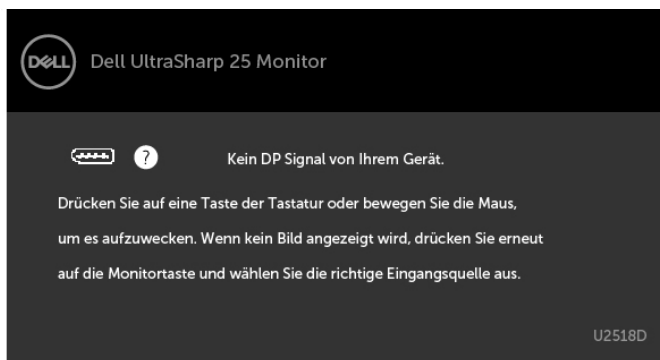 DELL
Dell UltraSharp 25 Monitor
?
Kein DP Signal von Ihrem Gerät.
Drücken Sie auf eine Taste der Tastatur oder bewegen Sie die Maus,
um es aufzuwecken. Wenn kein Bild angezeigt wird, drücken Sie erneut
auf die Monitortaste und wählen Sie die richtige Eingangsquelle aus.
U2518D